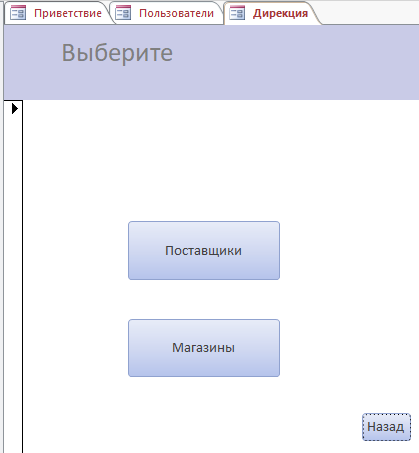 Приветствие Пользователи Дирекция
Выберите
Поставщики
Магазины
Назад